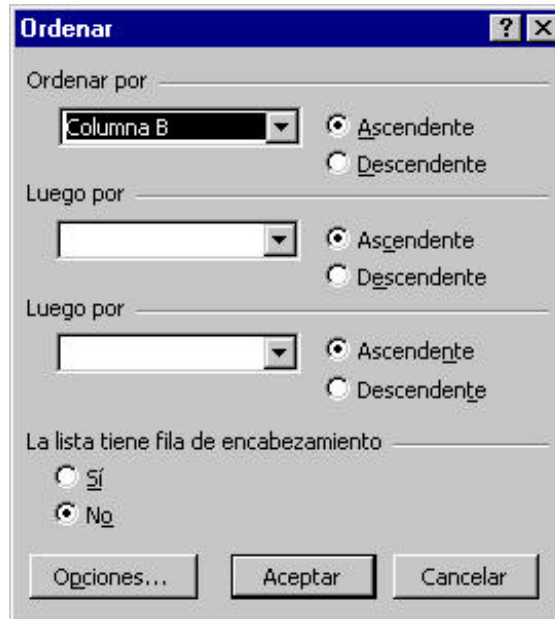 Ordenar
Ordenar por
Columna B
Ascendente
Descendente
Luego por
Ascendente
Descendente
Luego por
Ascendente
Descendente
La lista tiene fila de encabezamiento
Sí
No
Opciones... Aceptar Cancelar